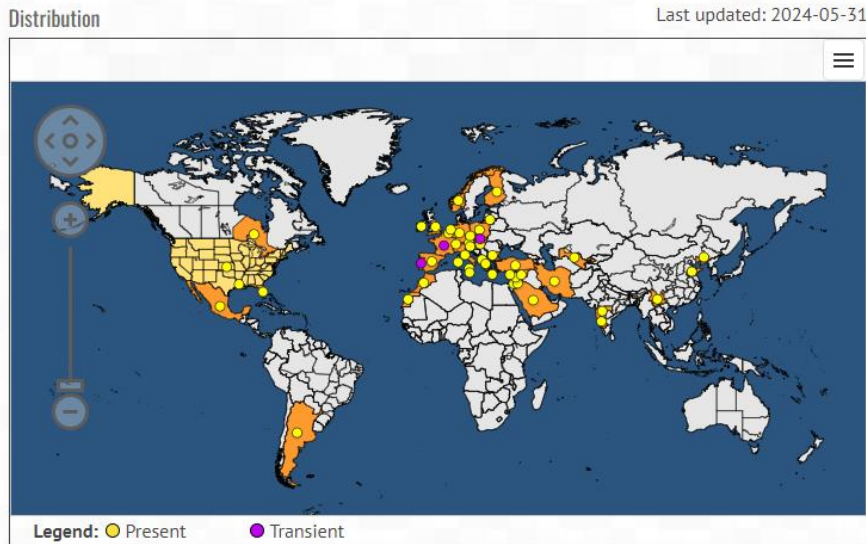 Distribution
Last updated: 2024-05-31
Legend: Present Transient